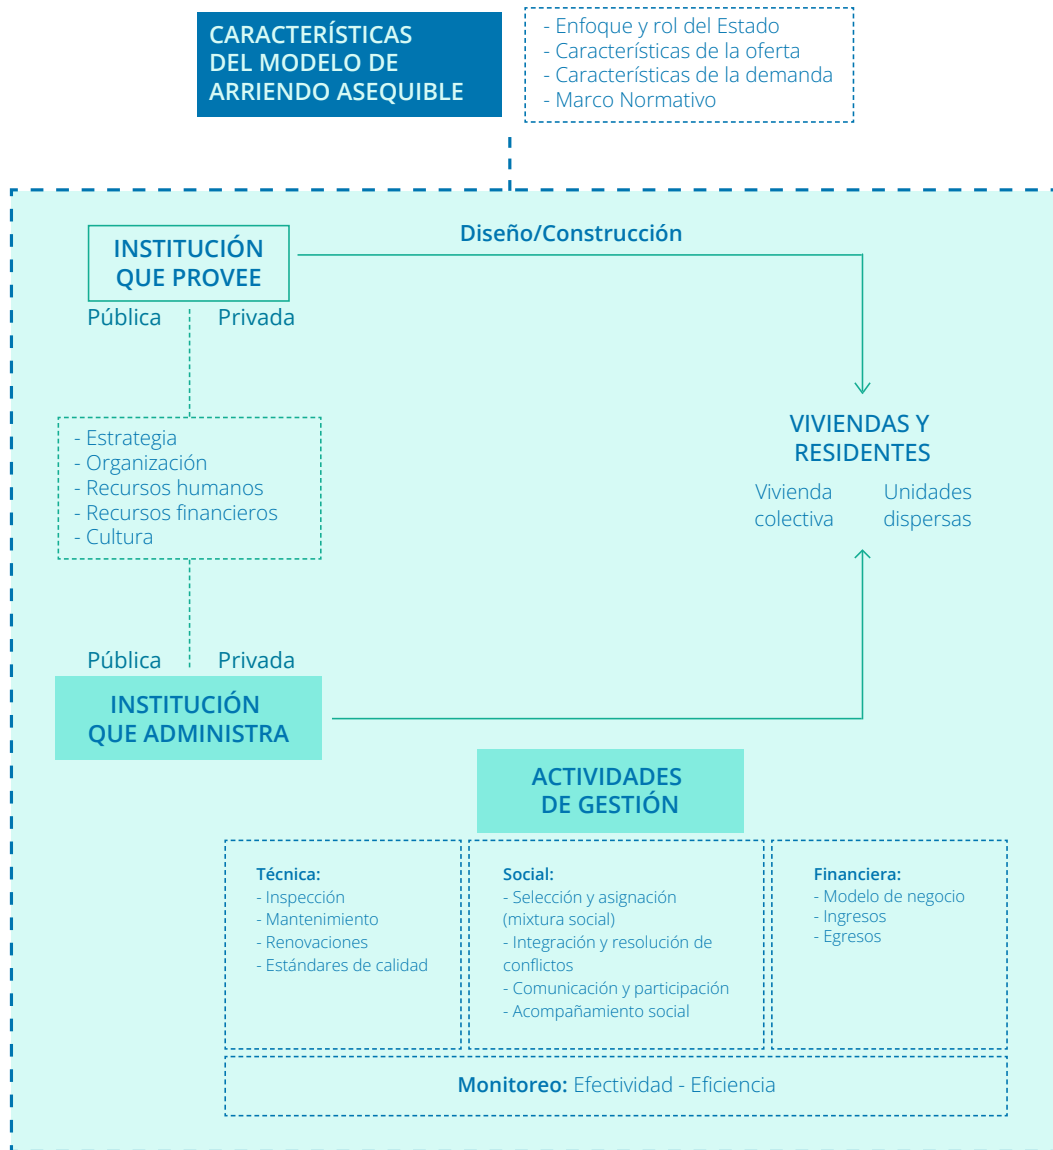 CARACTERÍSTICAS
DEL MODELO DE
ARRIENDO ASEQUIBLE
- Enfoque y rol del Estado
- Características de la oferta
- Características de la demanda
- Marco Normativo
INSTITUCIÓN
QUE PROVEE
Diseño/Construcción
Pública Privada
- Estrategia
- Organización
- Recursos humanos
- Recursos financieros
- Cultura
VIVIENDAS Y
RESIDENTES
Vivienda
colectiva
Unidades
dispersas
Pública Privada
INSTITUCIÓN
QUE ADMINISTRA
ACTIVIDADES
DE GESTIÓN
Técnica:
- Inspección
- Mantenimiento
- Renovaciones
- Estándares de calidad
Social:
- Selección y asignación
(mixtura social)
- Integración y resolución de
conflictos
- Comunicación y participación
- Acompañamiento social
Financiera:
- Modelo de negocio
- Ingresos
- Egresos
Monitoreo: Efectividad - Eficiencia